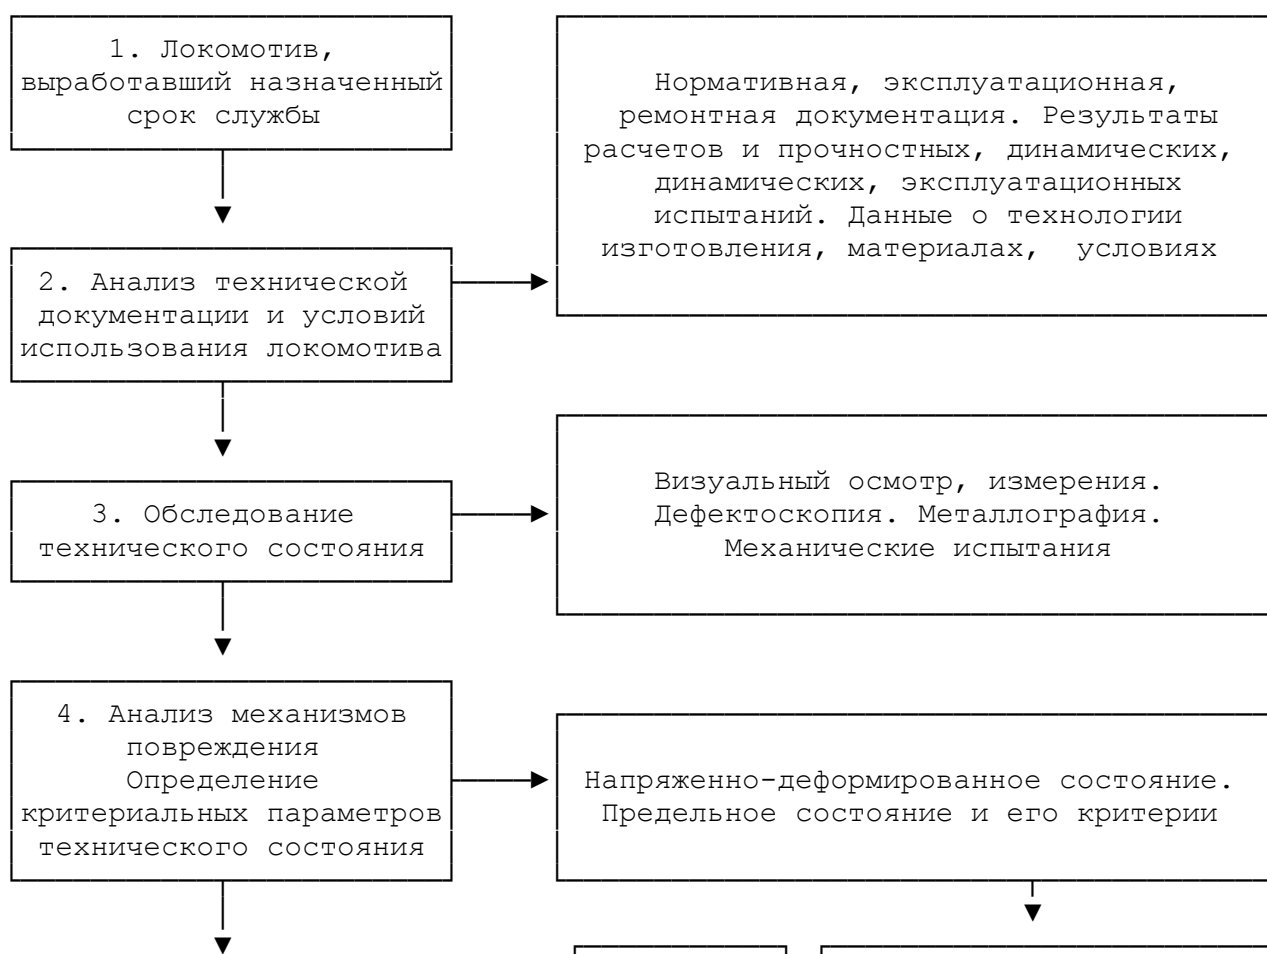 1. Локомотив,
выработавший назначенный
срок службы
Нормативная, эксплуатационная,
ремонтная документация. Результаты
расчетов и прочностных, динамических,
динамических, эксплуатационных
испытаний. Данные о технологии
изготовления, материалах, условиях
2. Анализ технической
документации и условий
использования локомотива
3. Обследование
технического состояния
Визуальный осмотр, измерения.
Дефектоскопия. Металлография.
Механические испытания
4. Анализ механизмов
повреждения
Определение
критериальных параметров
технического состояния
Напряженно-деформированное состояние.
Предельное состояние и его критерии